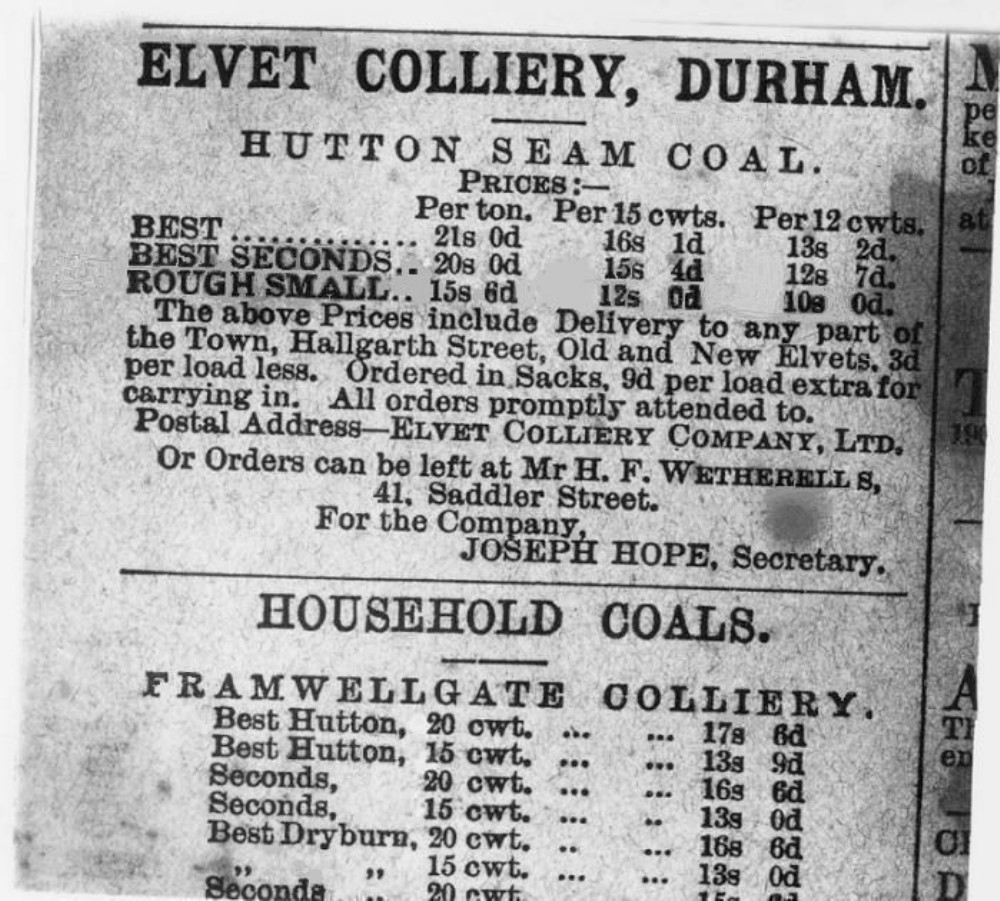 ELVET COLLIERY, DURHAM.
HUTTON SEAM COAL.
PRICES:—
Per ton. Per 15 cwts. Per 12 cwts.
BEST .............. 21s 0d 16s 1d 13s 2d.
BEST SECONDS.. 20s 0d 15s 4d 12s 7d.
ROUGH SMALL.. 15s 6d 12s 0d 10s 0d.
The above Prices include Delivery to any part of
the Town, Hallgarth Street, Old and New Elvets, 3d
per load less. Ordered in Sacks, 9d per load extra for
carrying in. All orders promptly attended to.
Postal Address—ELVET COLLIERY COMPANY, LTD.
Or Orders can be left at Mr H. F. WETHERELL S,
41, Saddler Street.
For the Company,
JOSEPH HOPE, Secretary.
HOUSEHOLD COALS.
FRAMWELLGATE COLLIERY.
Best Hutton, 20 cwt. ... ... 17s 6d
Best Hutton, 15 cwt. ... ... 13s 9d
Seconds, 20 cwt. ... ... 16s 6d
Seconds, 15 cwt. ... .. 13s 0d
Best Dryburn, 20 cwt. .. ... 16s 6d
„ „ 15 cwt. ... ... 13s 0d
Seconds „ 20 cwt.
pe
ke
of
at